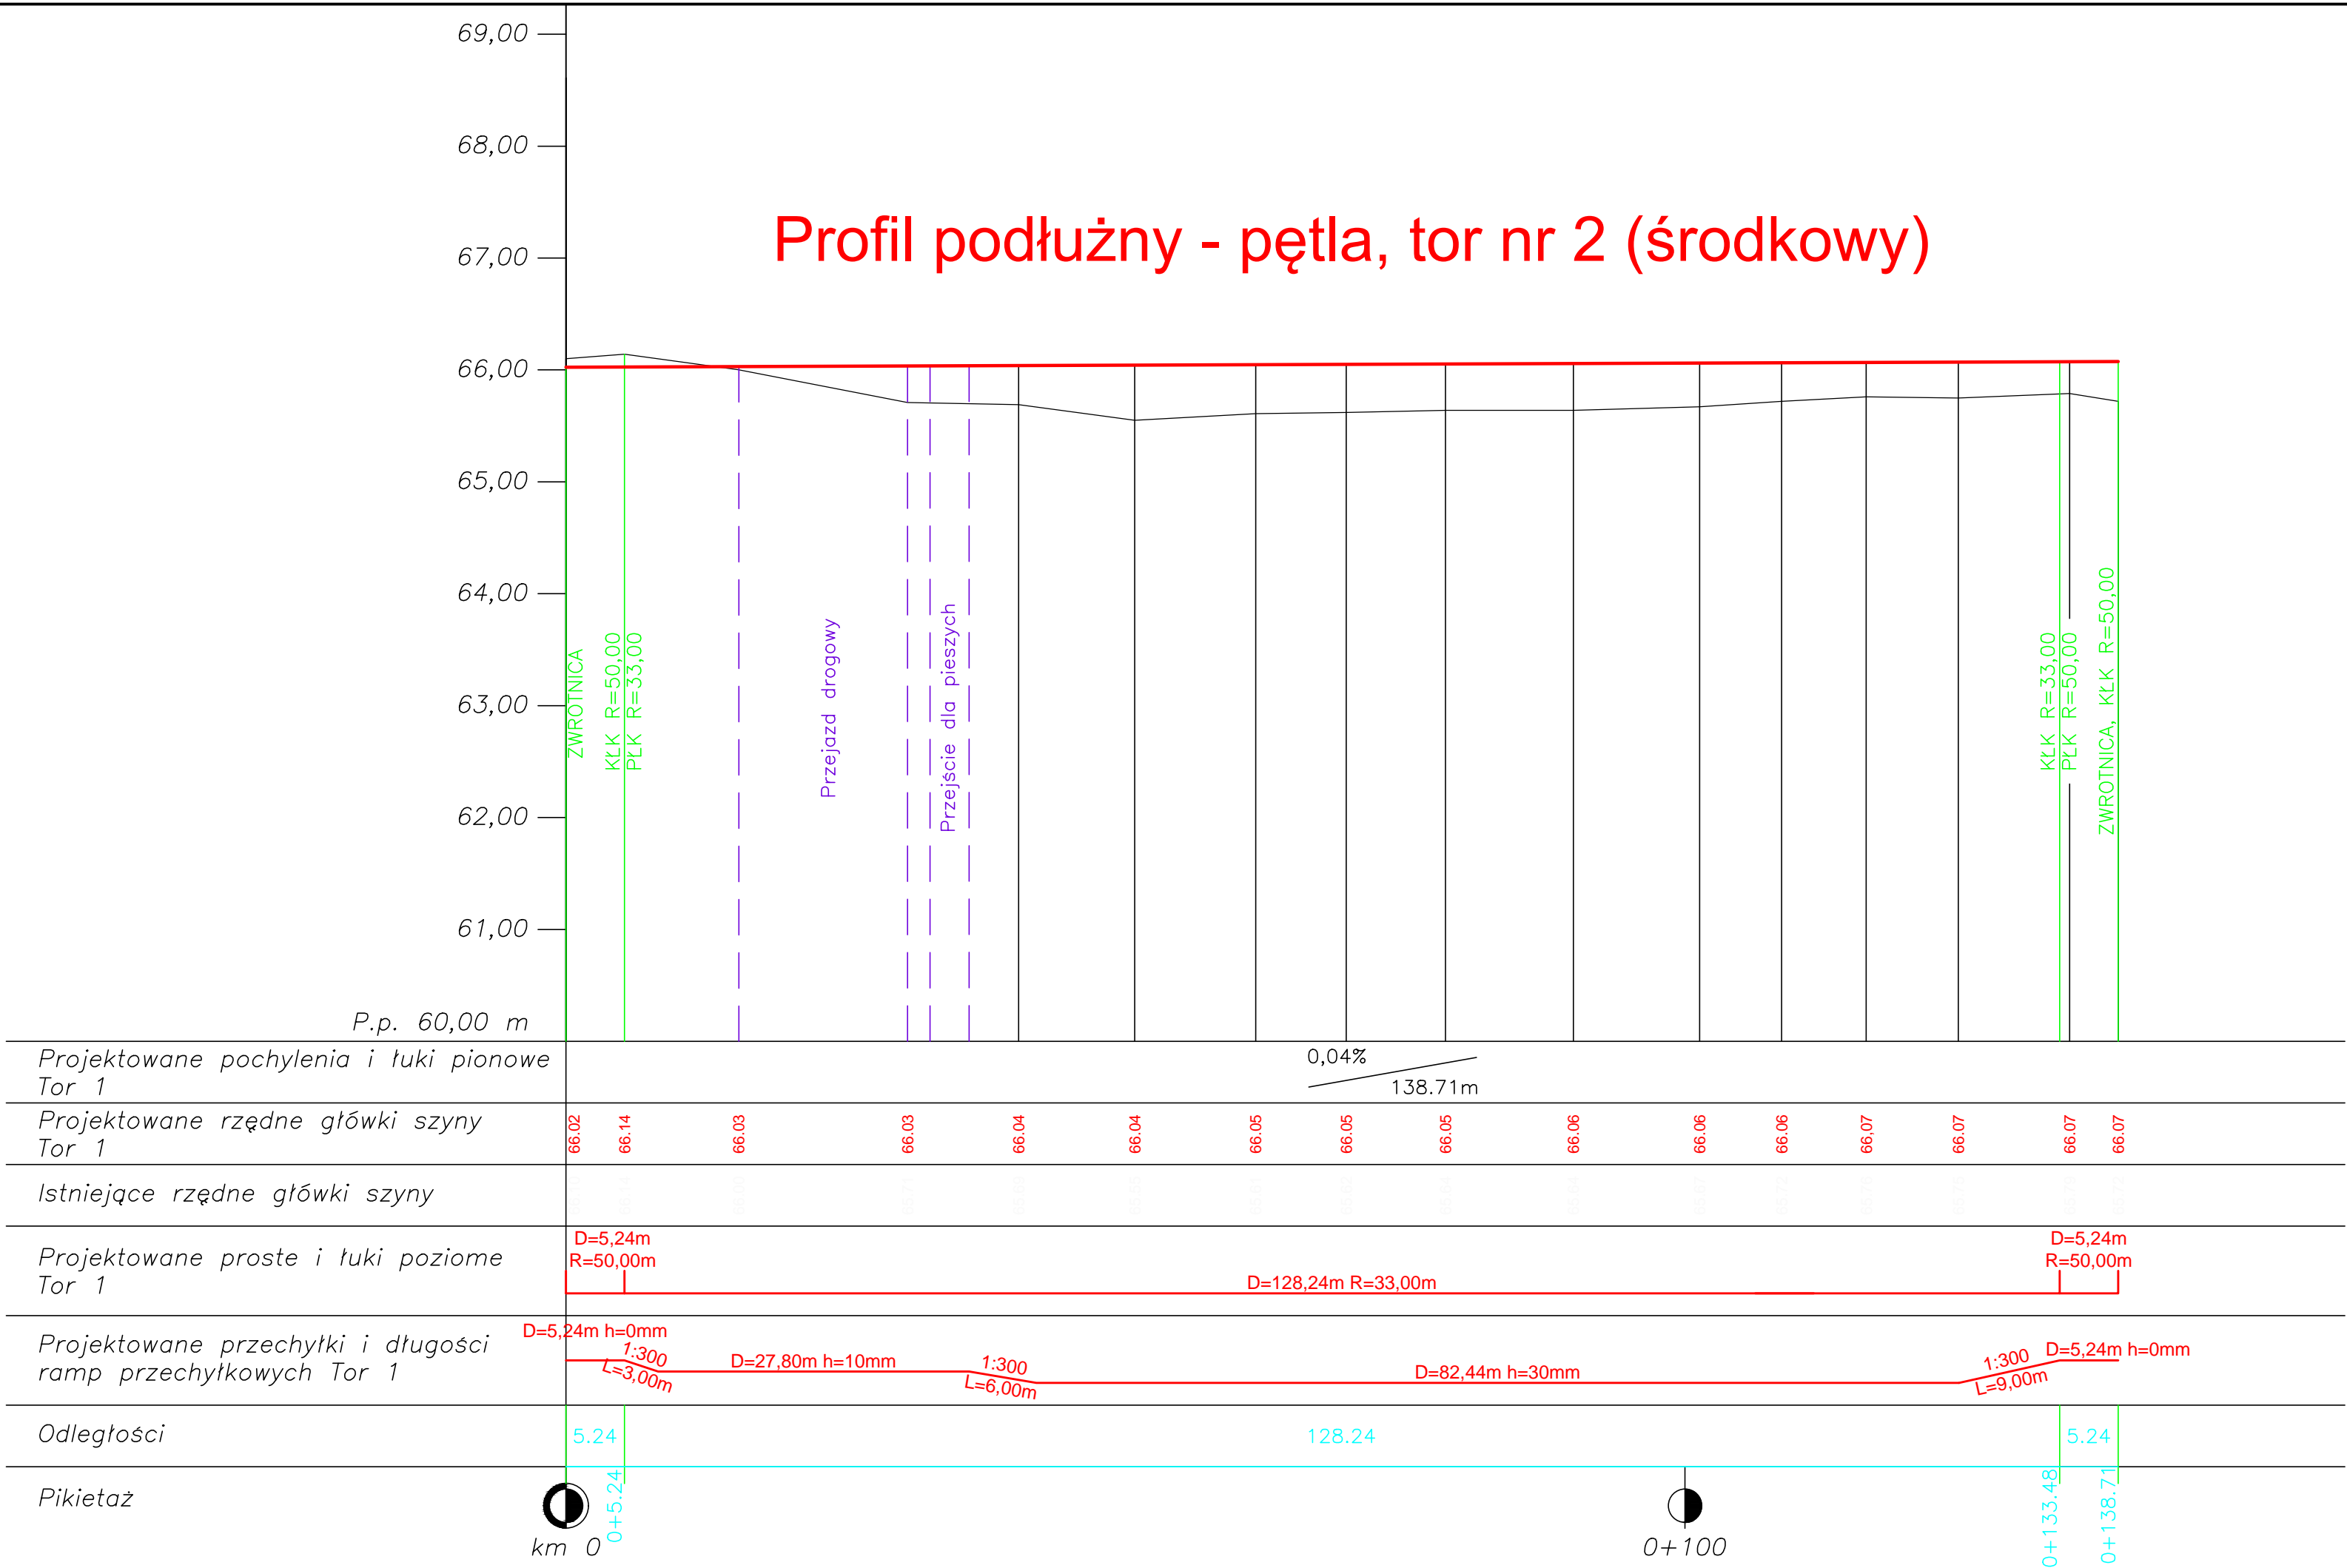 69,00
68,00
67,00
66,00
65,00
64,00
63,00
62,00
61,00
P.p. 60,00 m
Profil podłużny - pętla, tor nr 2 (środkowy)
ZWROTNICA
KŁK R=50,00
PŁK R=33,00
Przejazd drogowy
Przejście dla pieszych
KŁK R=33,00
PŁK R=50,00
ZWROTNICA, KŁK R=50,00
Projektowane pochylenia i łuki pionowe
Tor 1
0,04%
138.71m
Projektowane rzędne główki szyny
Tor 1
66.02 66.14 66.03 66.03 66.04 66.04 66.05 66.05 66.05 66.06 66.06 66.06 66,07 66.07 66.07 66.07
Istniejące rzędne główki szyny
Projektowane proste i łuki poziome
Tor 1
D=5,24m
R=50,00m
D=128,24m R=33,00m
D=5,24m
R=50,00m
Projektowane przechyłki i długości
ramp przechyłkowych Tor 1
D=5,24m h=0mm
1:300
L=3,00m
D=27,80m h=10mm
1:300
L=6,00m
D=82,44m h=30mm
1:300
L=9,00m
D=5,24m h=0mm
Odległości
5.24
128.24
5.24
Pikietaż
km 0
0+5.24
0+100
0+133.48
0+138.71